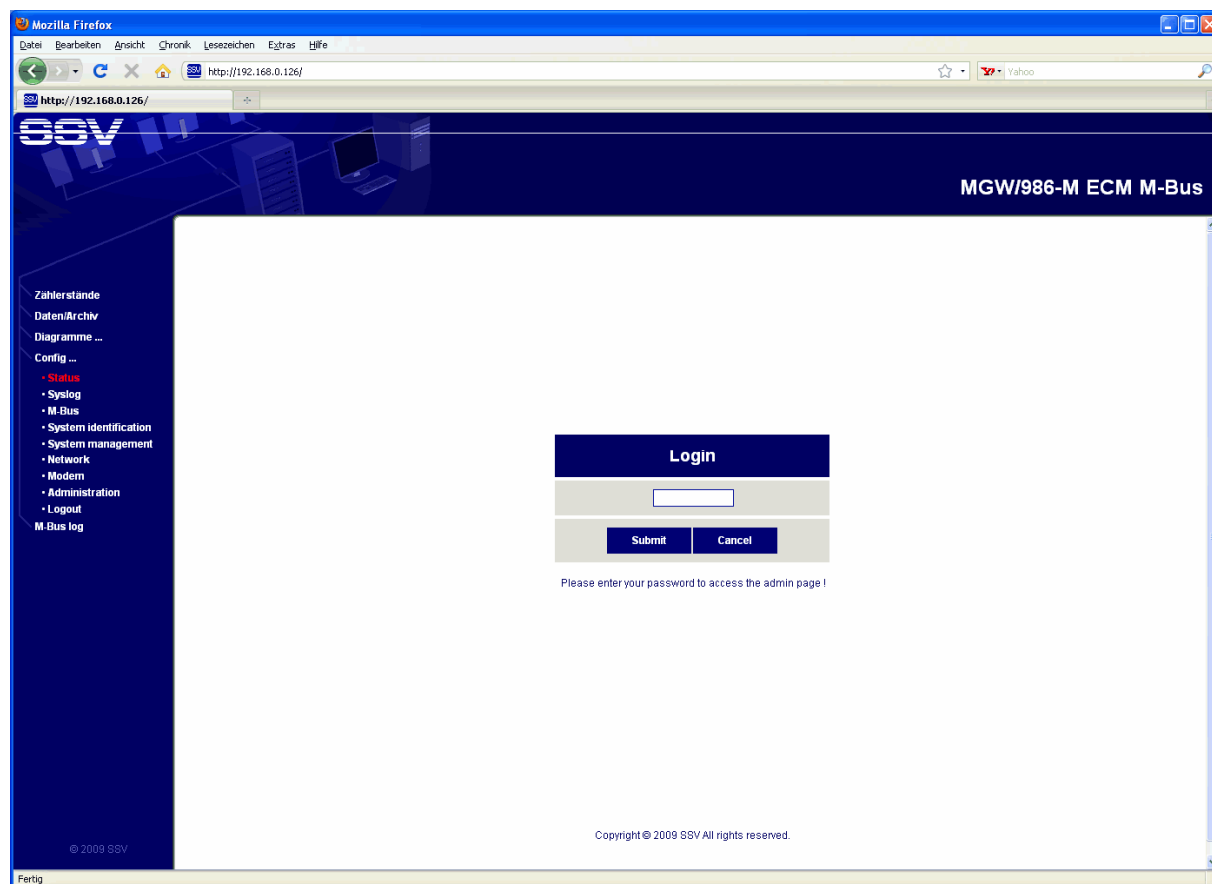 Mozilla Firefox
Datei Bearbeiten Ansicht Chronik Lesezeichen Extras Hilfe
SSV http://192.168.0.126/ Yahoo
SSV http://192.168.0.126/
SSV
MGW/986-M ECM M-Bus
Zählerstände
Daten/Archiv
Diagramme ...
Config ...
• Status
• Syslog
• M-Bus
• System identification
• System management
• Network
• Modem
• Administration
• Logout
M-Bus log
Login
Submit Cancel
Please enter your password to access the admin page !
Copyright © 2009 SSV All rights reserved.
© 2009 SSV
Fertig